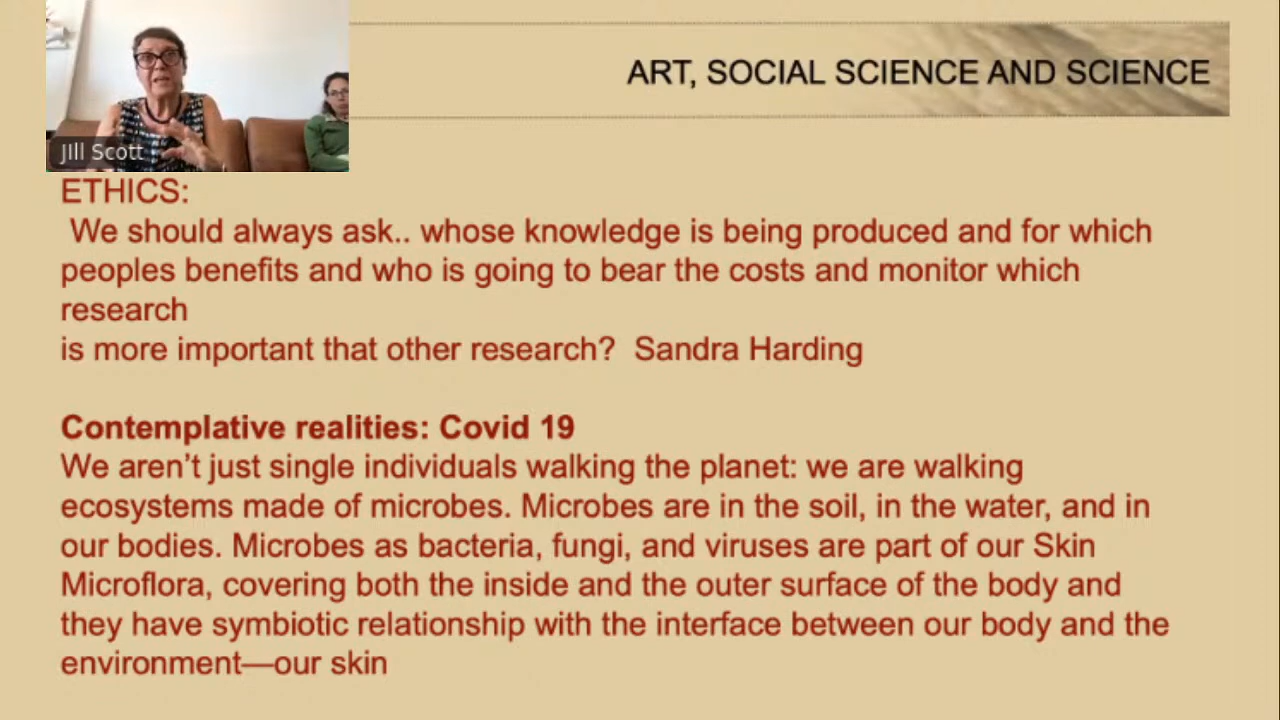 ART, SOCIAL SCIENCE AND SCIENCE
JIll Scott
ETHICS:
We should always ask.. whose knowledge is being produced and for which
peoples benefits and who is going to bear the costs and monitor which
research
is more important that other research?  Sandra Harding
Contemplative realities: Covid 19
We aren’t just single individuals walking the planet: we are walking
ecosystems made of microbes. Microbes are in the soil, in the water, and in
our bodies. Microbes as bacteria, fungi, and viruses are part of our Skin
Microflora, covering both the inside and the outer surface of the body and
they have symbiotic relationship with the interface between our body and the
environment—our skin